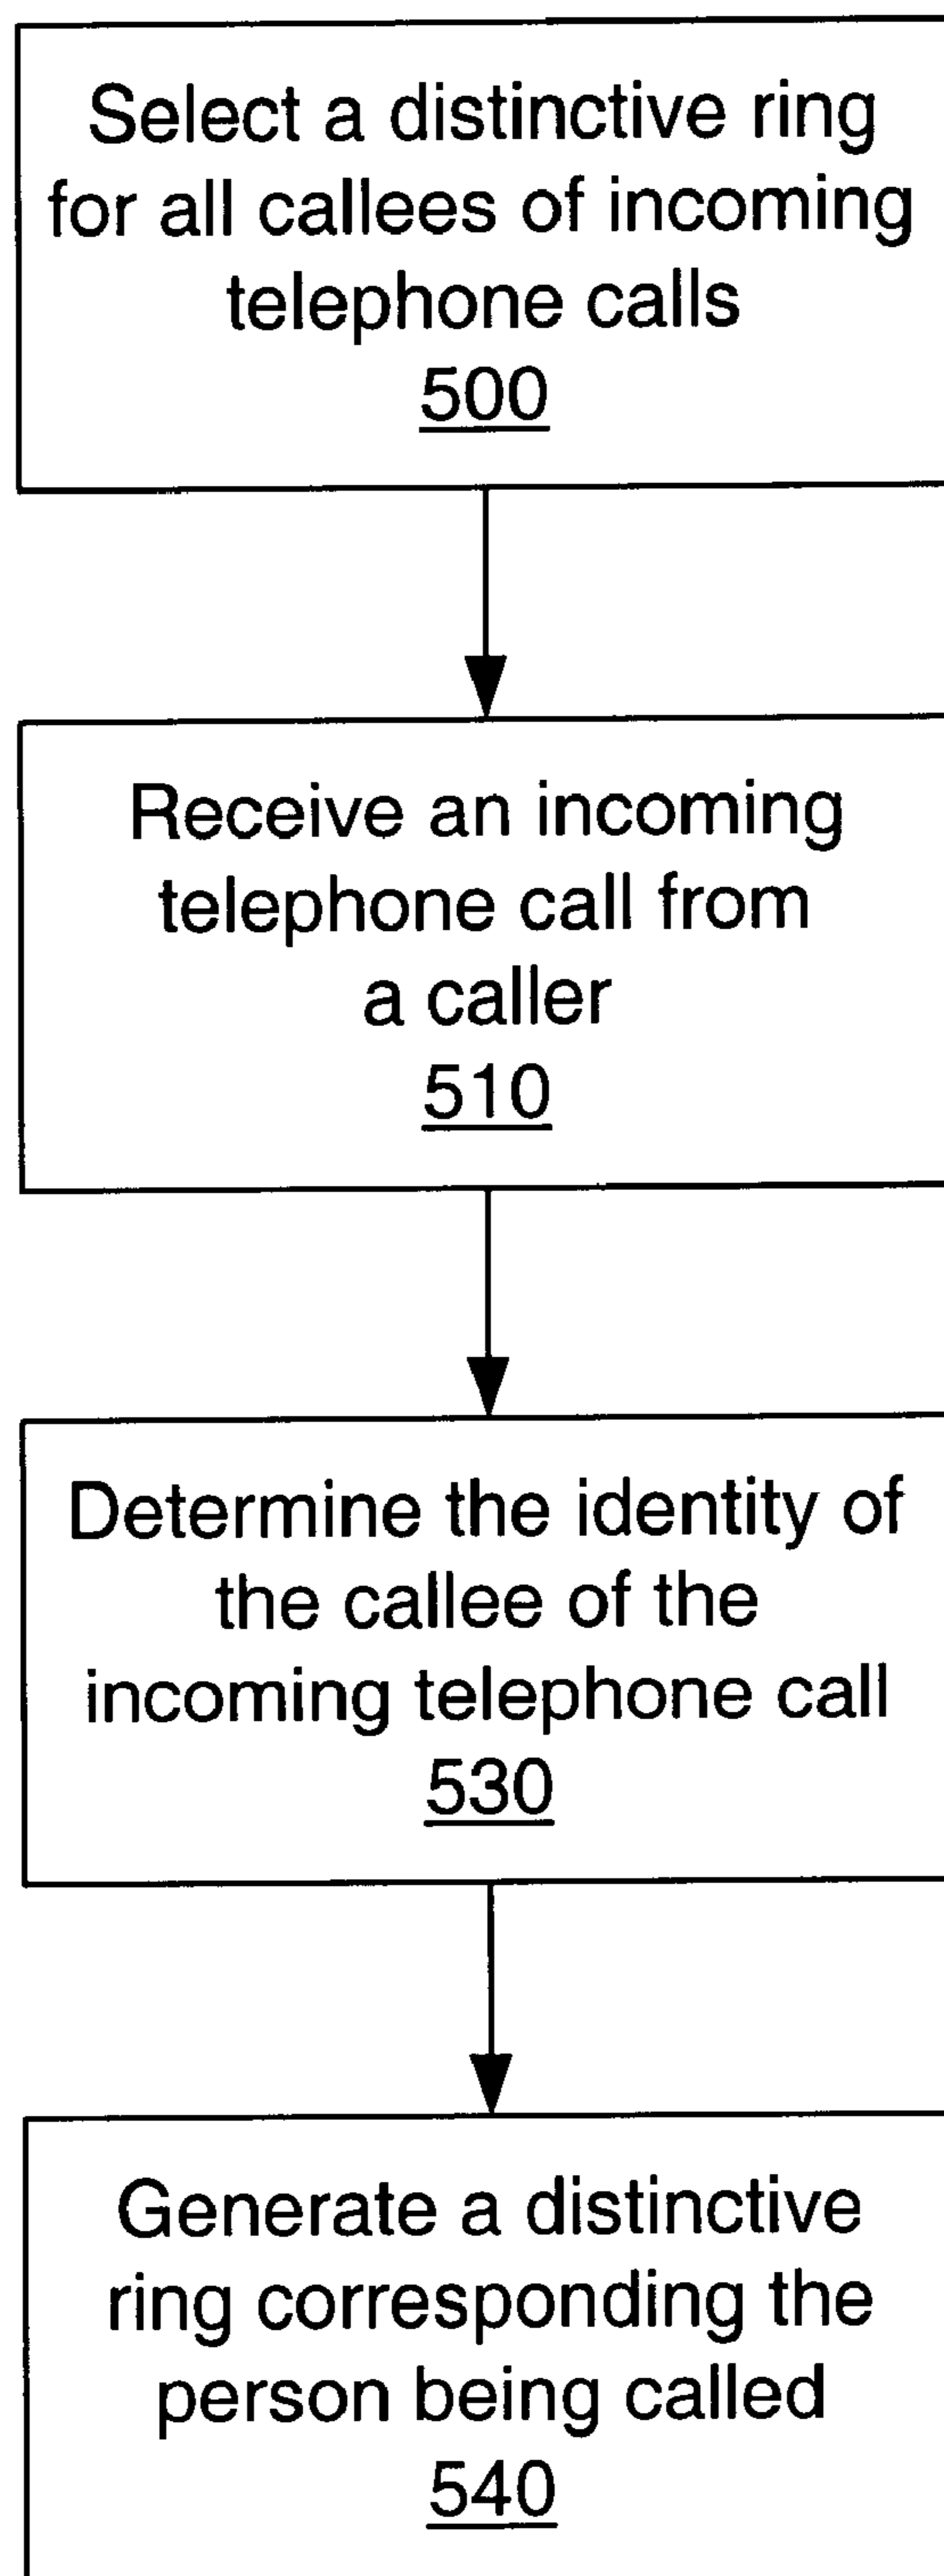 Select a distinctive ring
for all callees of incoming
telephone calls
500
Receive an incoming
telephone call from
a caller
510
Determine the identity of
the callee of the
incoming telephone call
530
Generate a distinctive
ring corresponding the
person being called
540